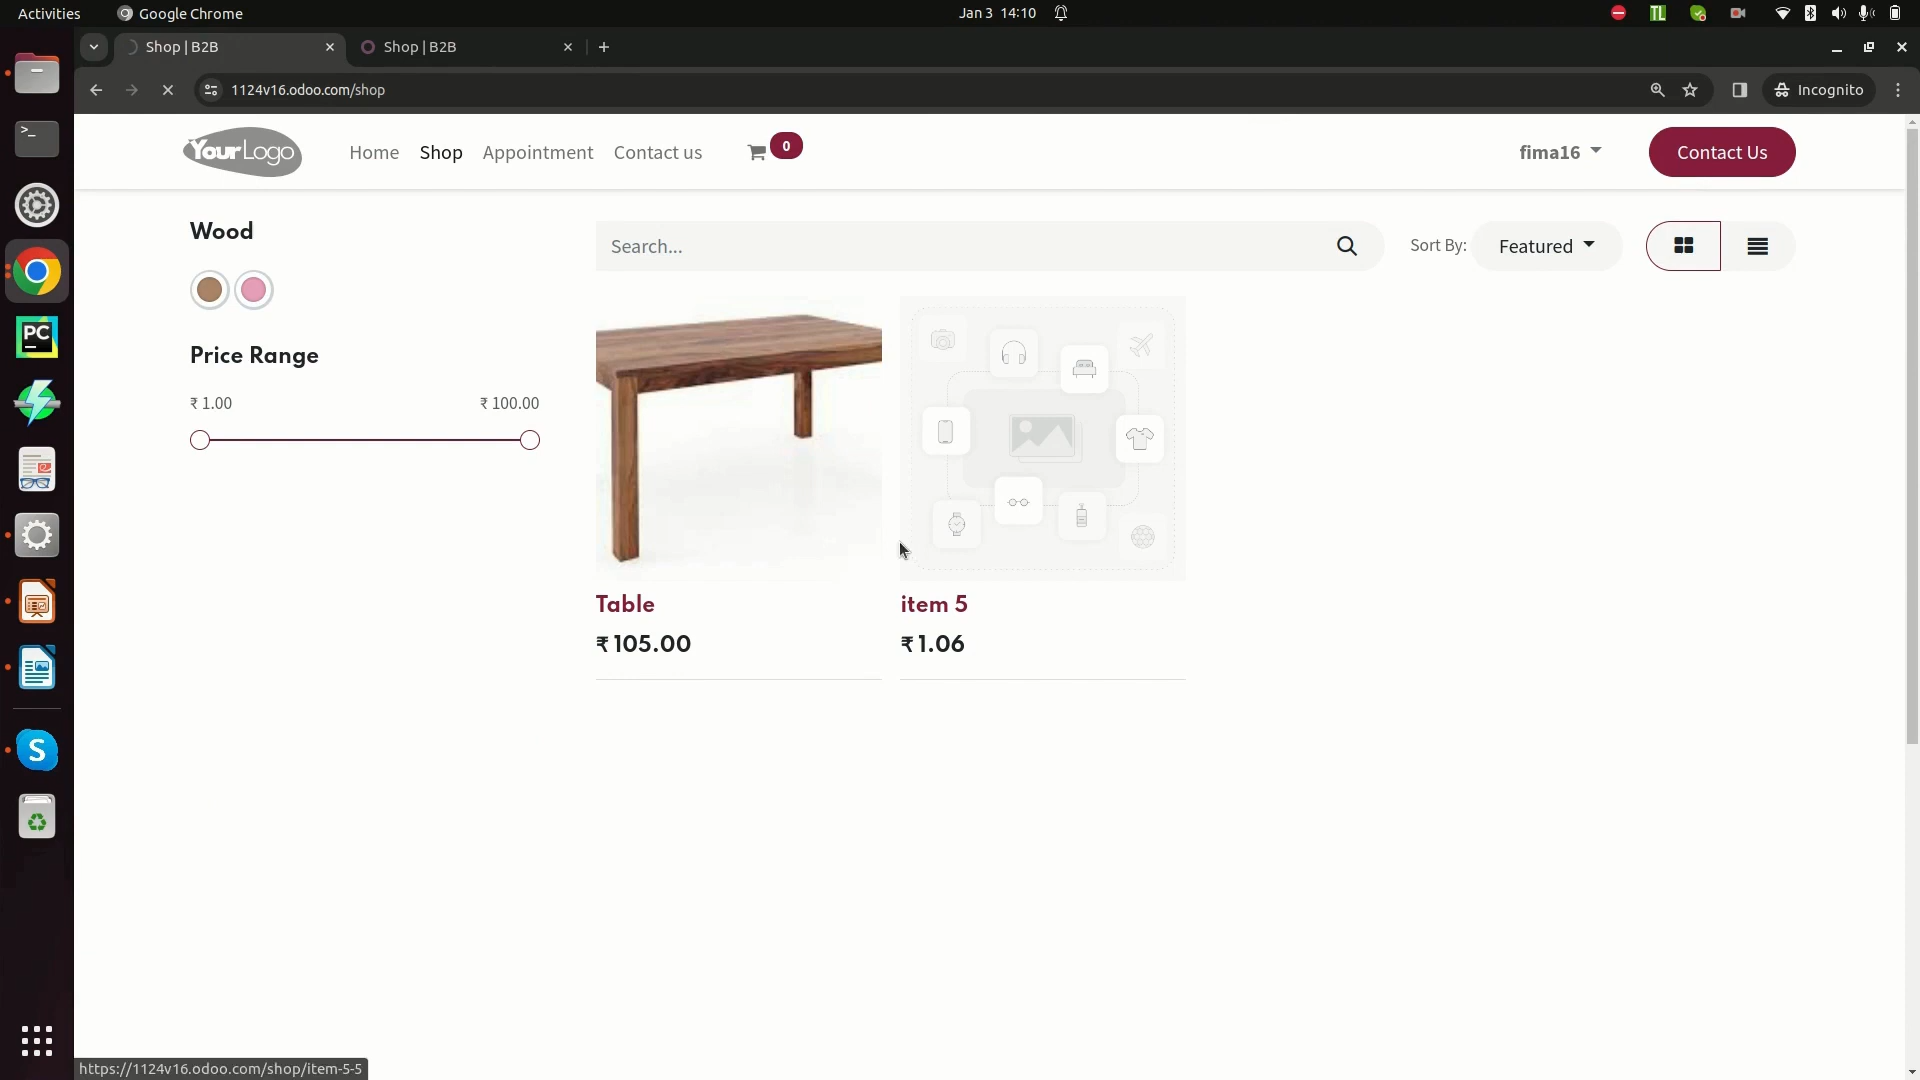 Activities
Google Chrome
Jan 3 14:10
TL
Shop | B2B
Shop | B2B
1124v16.odoo.com/shop
Incognito
YourLogo
Home
Shop
Appointment
Contact us
0
fima16
Contact Us
Wood
Search...
Sort By:
Featured
Price Range
₹ 1.00
₹ 100.00
Table
item 5
₹ 105.00
₹ 1.06
>_
PC
S
https://1124v16.odoo.com/shop/item-5-5